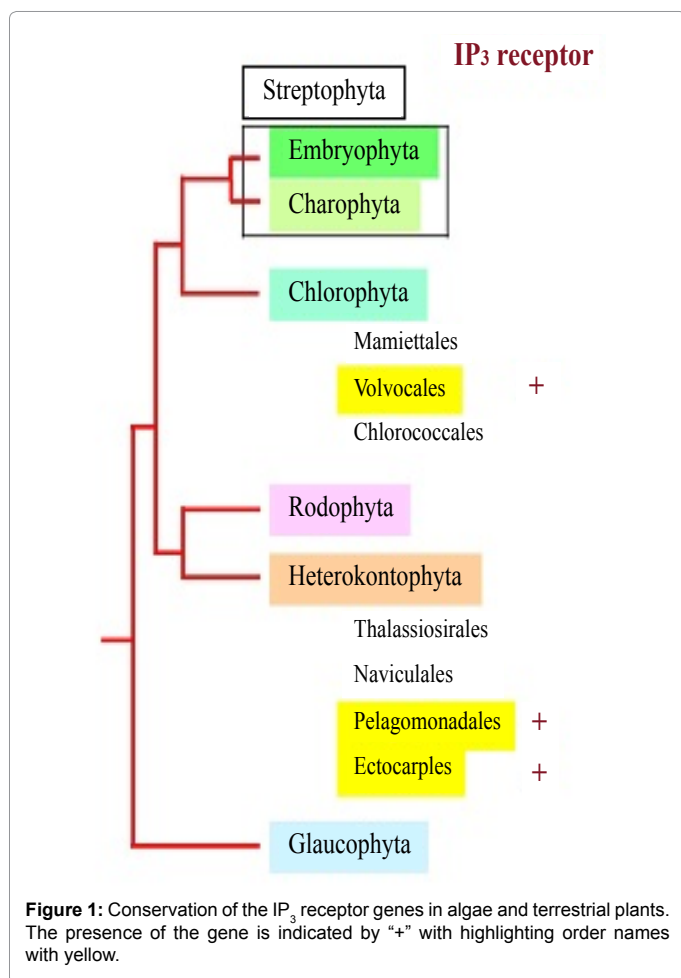 IP₃ receptor
Streptophyta
Embryophyta
Charophyta
Chlorophyta
Mamiettales
Volvocales +
Chlorococcales
Rodophyta
Heterokontophyta
Thalassiosirales
Naviculales
Pelagomonadales +
Ectocarples +
Glaucophyta
Figure 1: Conservation of the IP₃ receptor genes in algae and terrestrial plants.
The presence of the gene is indicated by “+” with highlighting order names
with yellow.